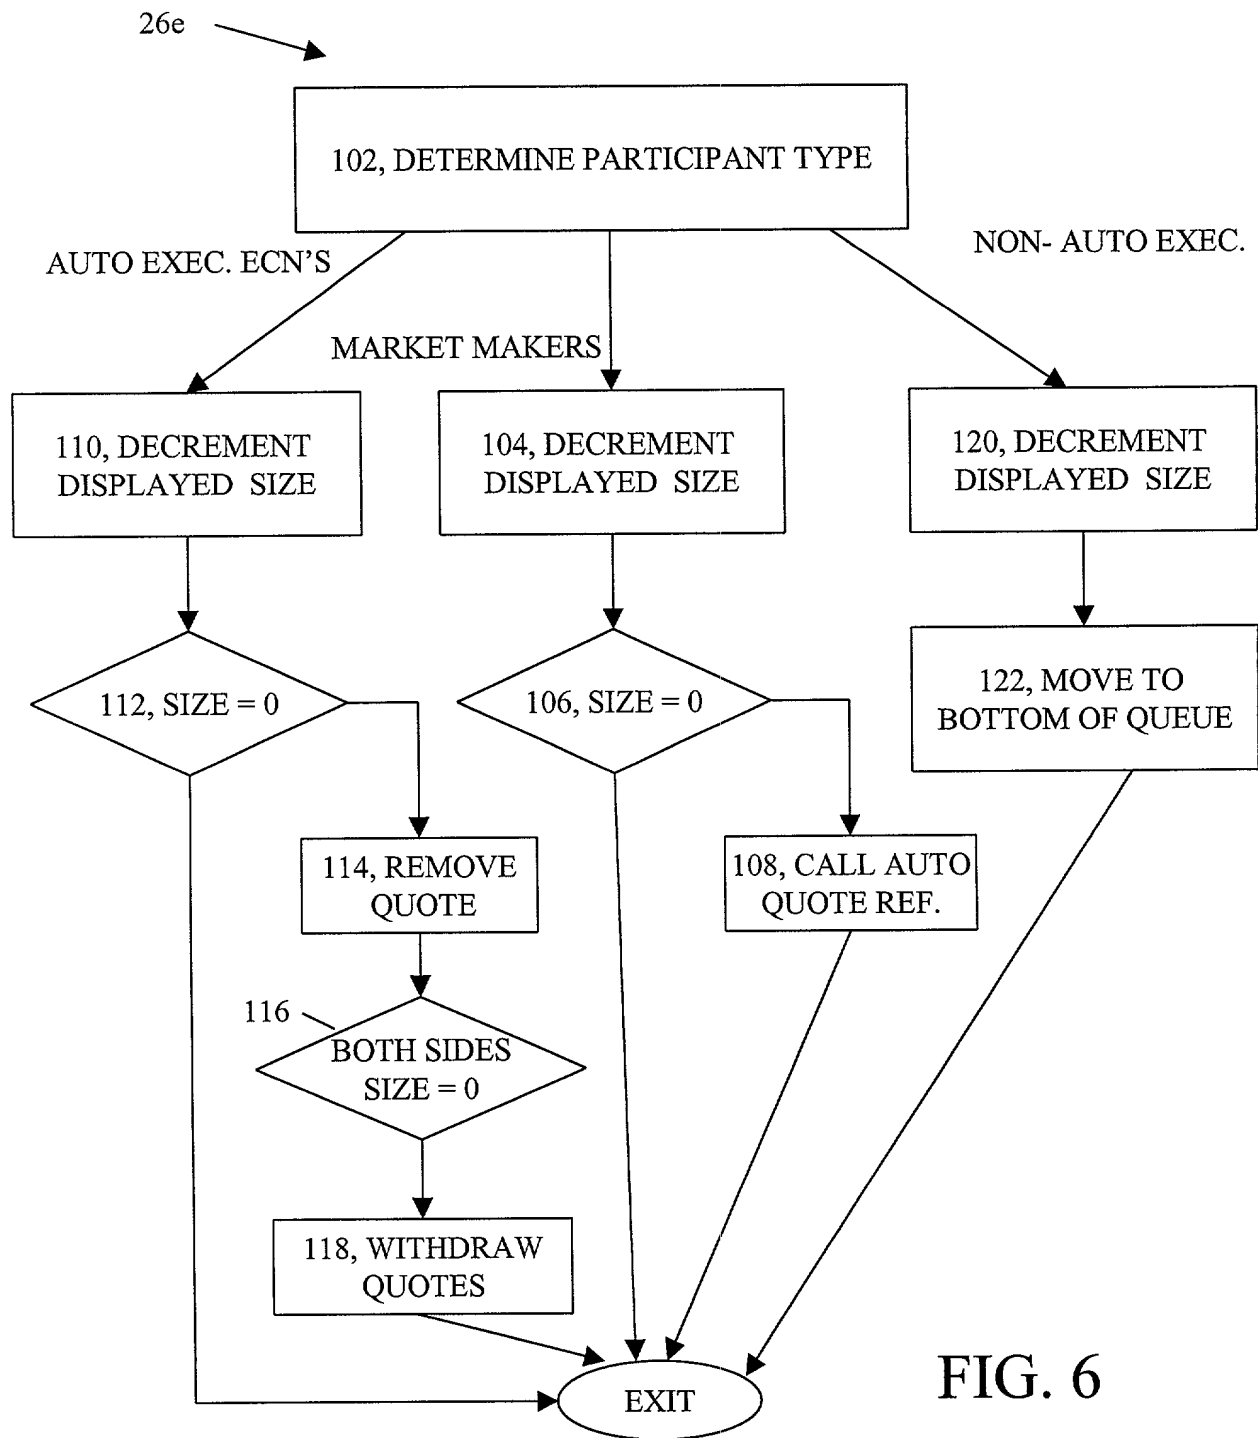 26e
102, DETERMINE PARTICIPANT TYPE
AUTO EXEC. ECN'S
NON- AUTO EXEC.
MARKET MAKERS
110, DECREMENT
DISPLAYED SIZE
104, DECREMENT
DISPLAYED SIZE
120, DECREMENT
DISPLAYED SIZE
112, SIZE = 0
106, SIZE = 0
122, MOVE TO
BOTTOM OF QUEUE
114, REMOVE
QUOTE
108, CALL AUTO
QUOTE REF.
116
BOTH SIDES
SIZE = 0
118, WITHDRAW
QUOTES
EXIT
FIG. 6